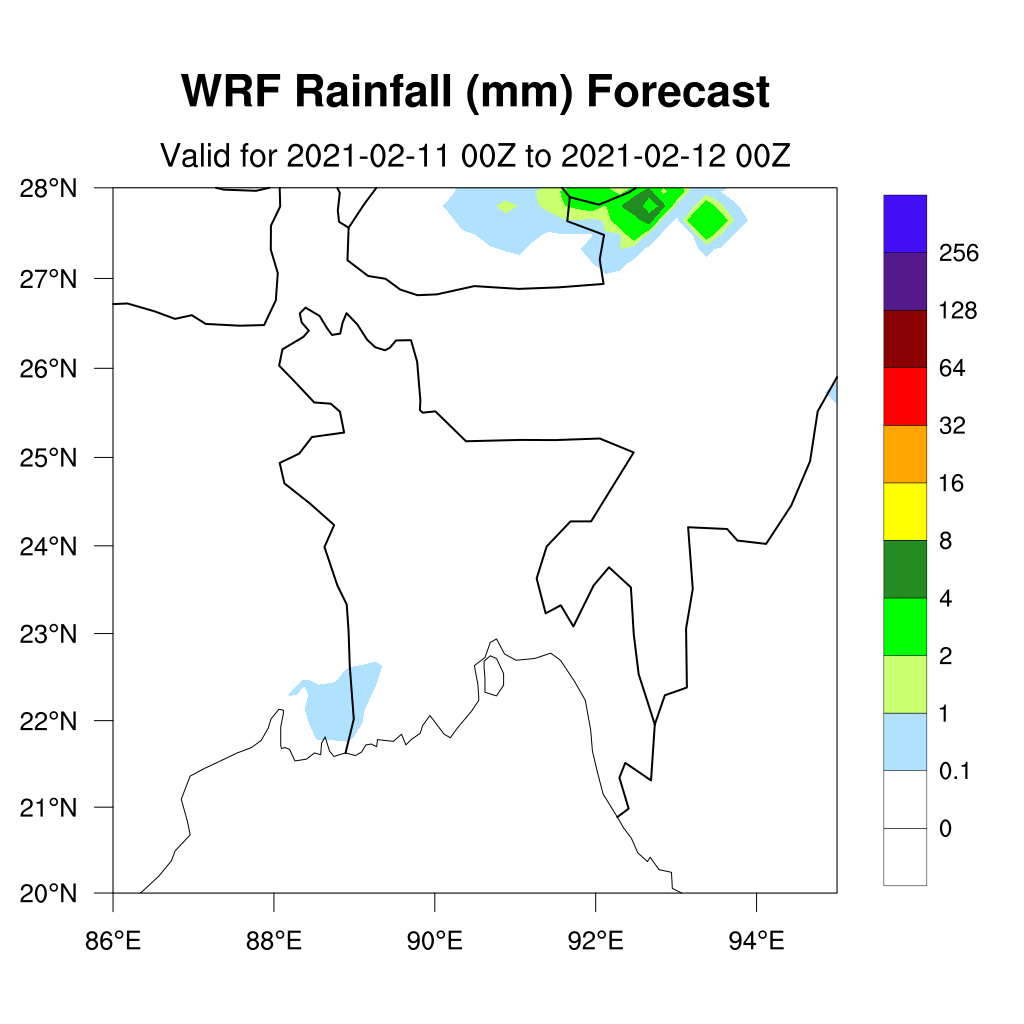 WRF Rainfall (mm) Forecast
Valid for 2021-02-11 00Z to 2021-02-12 00Z
28°N
27°N
26°N
25°N
24°N
23°N
22°N
21°N
20°N
86°E 88°E 90°E 92°E 94°E
256
128
64
32
16
8
4
2
1
0.1
0